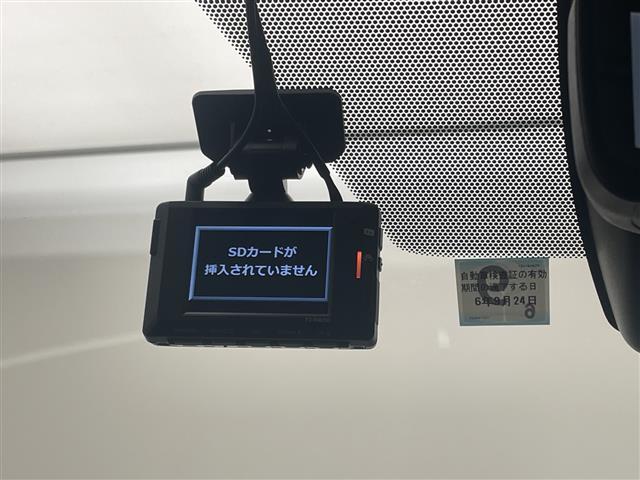 SDカードが
挿入されていません
自動車検査証の有効
期間の満了する日
6年9月24日